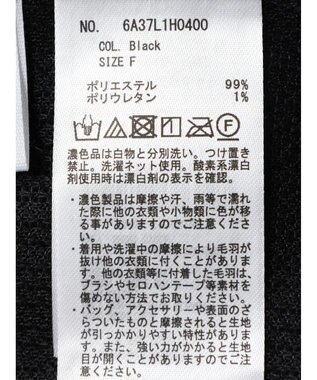 NO. 6A37L1H0400
COL. Black
SIZE F
ポリエステル 99%
ポリウレタン 1%
濃色製品は白物と分別洗い。つけ置き
禁止。洗濯ネット使用。酸素系漂白
剤使用時は漂白剤の表示を確認。
・濃色製品は摩擦や汗、雨等で濡れ
た際に他の衣類や小物類に色が移
る事がありますのでご注意くださ
い。
・着用や洗濯中の摩擦により毛羽が
抜け他の衣類に付くことがありま
す。他の衣類等に付着した毛羽は、
ブラシやセロハンテープ等素材を
傷めない方法でお取りください。
・バッグ、アクセサリーや表面のざ
らついたものと摩擦されると生地
が引っかかりやすい特性がありま
す。また、強い力がかかると生地
目が開くことがありますのでご注
意ください。